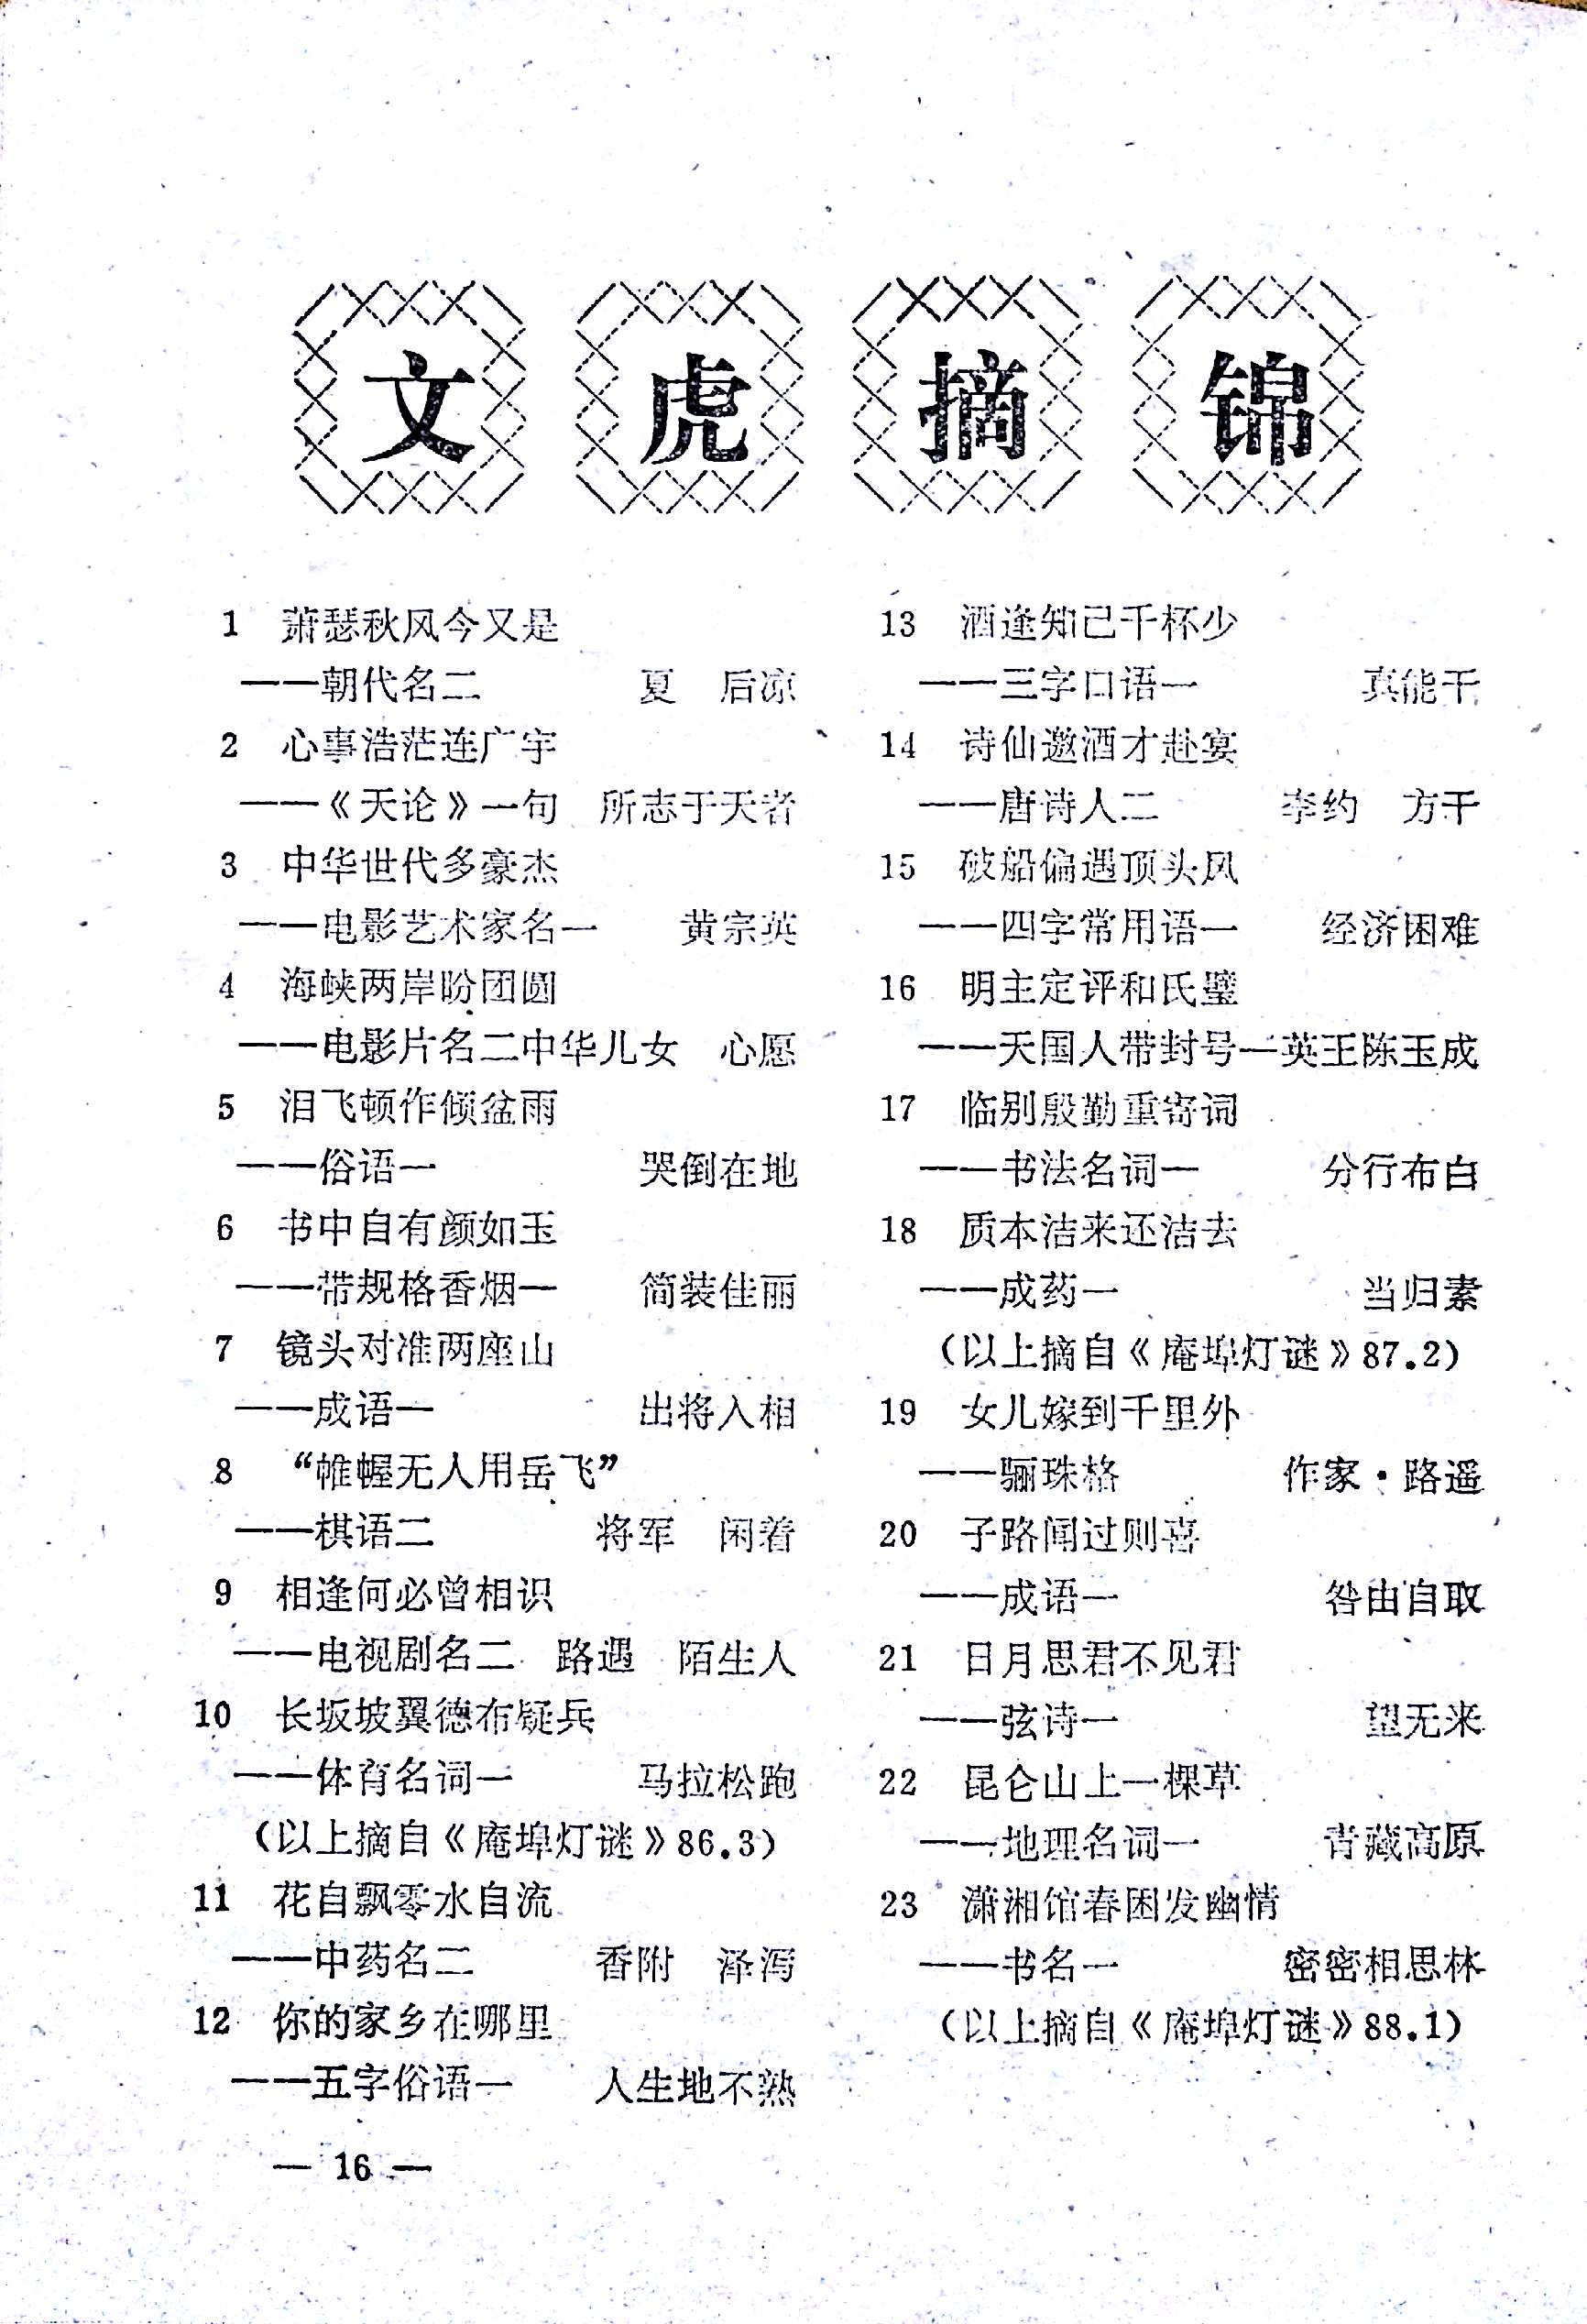 文虎摘锦
1 萧瑟秋风今又是
——朝代名二 夏 后凉
2 心事浩茫连广宇
——《天论》一句 所志于天者
3 中华世代多豪杰
——电影艺术家名一 黄宗英
4 海峡两岸盼团圆
——电影片名二中华儿女 心愿
5 泪飞顿作倾盆雨
——俗语一 哭倒在地
6 书中自有颜如玉
——带规格香烟一 简装佳丽
7 镜头对准两座山
——成语一 出将入相
8 “帷幄无人用岳飞”
——棋语二 将军 闲着
9 相逢何必曾相识
——电视剧名二 路遇 陌生人
10 长坂坡翼德布疑兵
——体育名词一 马拉松跑
(以上摘自《庵埠灯谜》86.3)
11 花自飘零水自流
——中药名二 香附 泽泻
12 你的家乡在哪里
——五字俗语一 人生地不熟
13 酒逢知己千杯少
——三字口语一 真能干
14 诗仙邀酒才赴宴
——唐诗人二 李约 方干
15 破船偏遇顶头风
——四字常用语一 经济困难
16 明主定评和氏璧
——天国人带封号一英王陈玉成
17 临别殷勤重寄词
——书法名词一 分行布白
18 质本洁来还洁去
——成药一 当归素
(以上摘自《庵埠灯谜》87.2)
19 女儿嫁到千里外
——骊珠格 作家·路遥
20 子路闻过则喜
——成语一 咎由自取
21 日月思君不见君
——弦诗一 望无来
22 昆仑山上一棵草
——地理名词一 青藏高原
23 潇湘馆春困发幽情
——书名一 密密相思林
(以上摘自《庵埠灯谜》88.1)
— 16 —